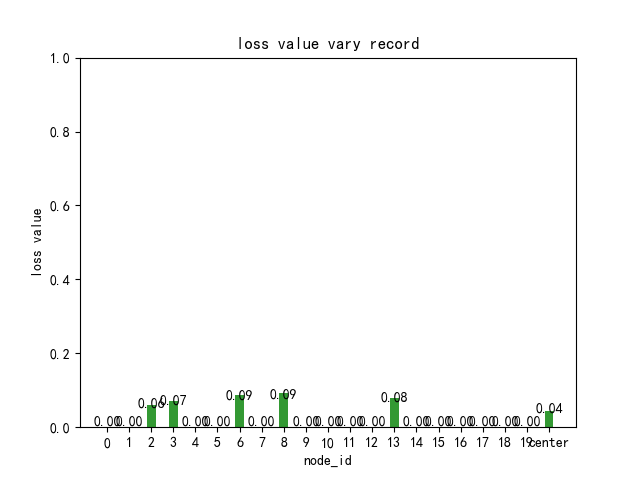 loss value vary record
1.0
0.8
0.6
0.4
0.2
0.0
loss value
0.00 0.00 0.06 0.07 0.00 0.00 0.09 0.00 0.09 0.00 0.00 0.00 0.00 0.08 0.00 0.00 0.00 0.00 0.00 0.00 0.04
0 1 2 3 4 5 6 7 8 9 10 11 12 13 14 15 16 17 18 19 center
node_id